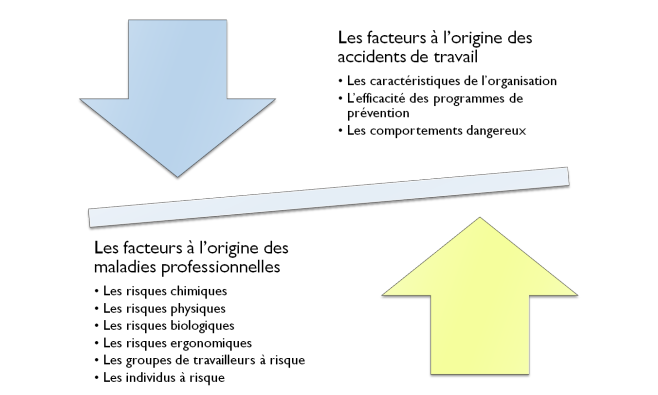 Les facteurs à l'origine des
accidents de travail
• Les caractéristiques de l'organisation
• L'efficacité des programmes de
prévention
• Les comportements dangereux
Les facteurs à l'origine des
maladies professionnelles
• Les risques chimiques
• Les risques physiques
• Les risques biologiques
• Les risques ergonomiques
• Les groupes de travailleurs à risque
• Les individus à risque